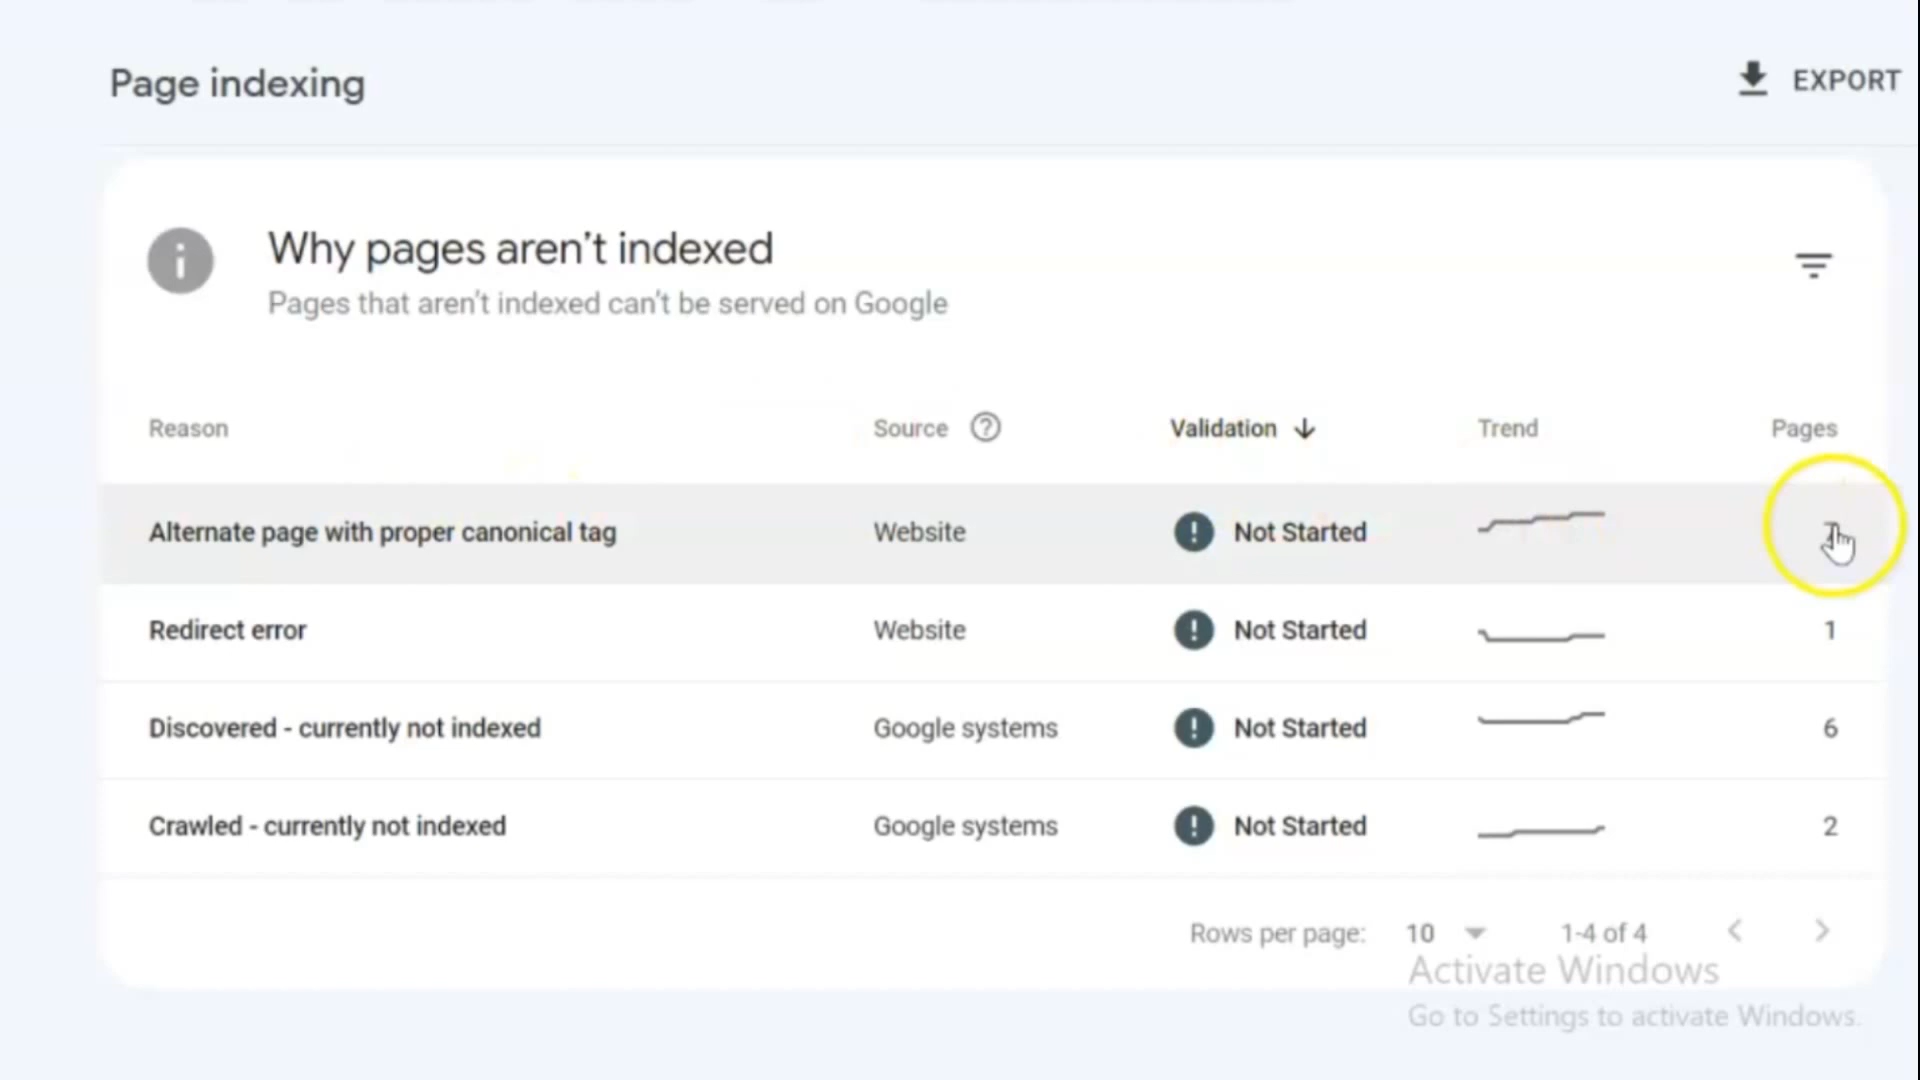 Page indexing
EXPORT
Why pages aren't indexed
Pages that aren't indexed can't be served on Google
Reason Source Validation Trend Pages
Alternate page with proper canonical tag Website Not Started
Redirect error Website Not Started 1
Discovered - currently not indexed Google systems Not Started 6
Crawled - currently not indexed Google systems Not Started 2
Rows per page: 10 1-4 of 4
Activate Windows
Go to Settings to activate Windows.